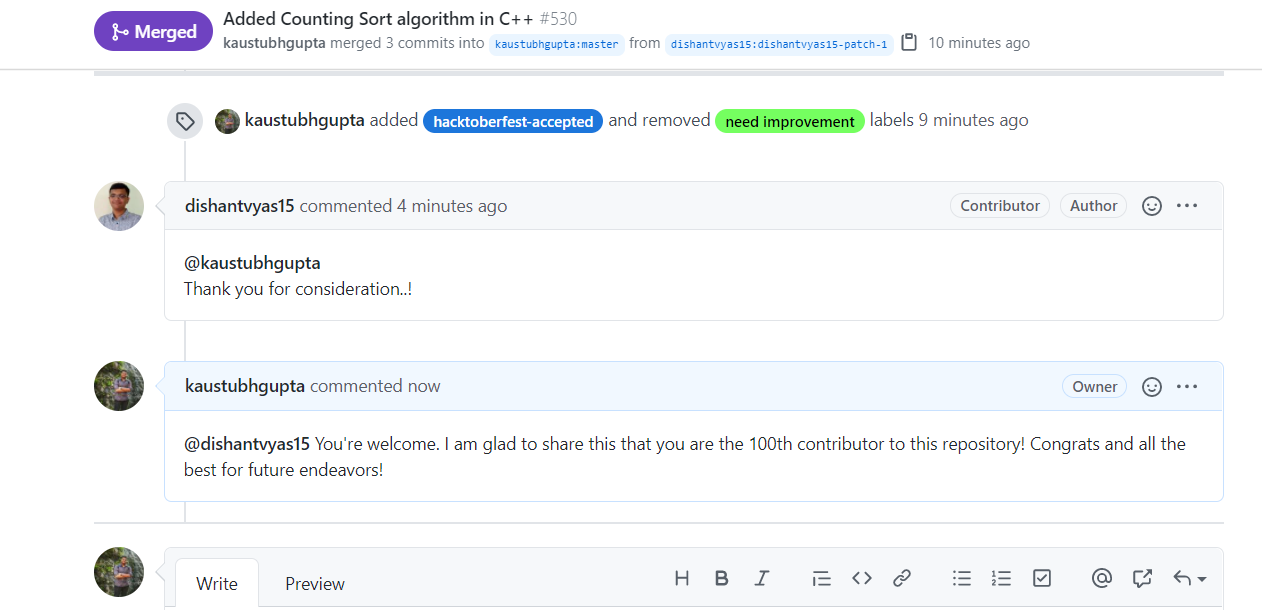 Merged
Added Counting Sort algorithm in C++ #530
kaustubhgupta merged 3 commits into kaustubhgupta:master from dishantvyas15:dishantvyas15-patch-1 10 minutes ago
kaustubhgupta added hacktoberfest-accepted and removed need improvement labels 9 minutes ago
dishantvyas15 commented 4 minutes ago Contributor Author
@kaustubhgupta
Thank you for consideration..!
kaustubhgupta commented now Owner
@dishantvyas15 You're welcome. I am glad to share this that you are the 100th contributor to this repository! Congrats and all the
best for future endeavors!
Write Preview